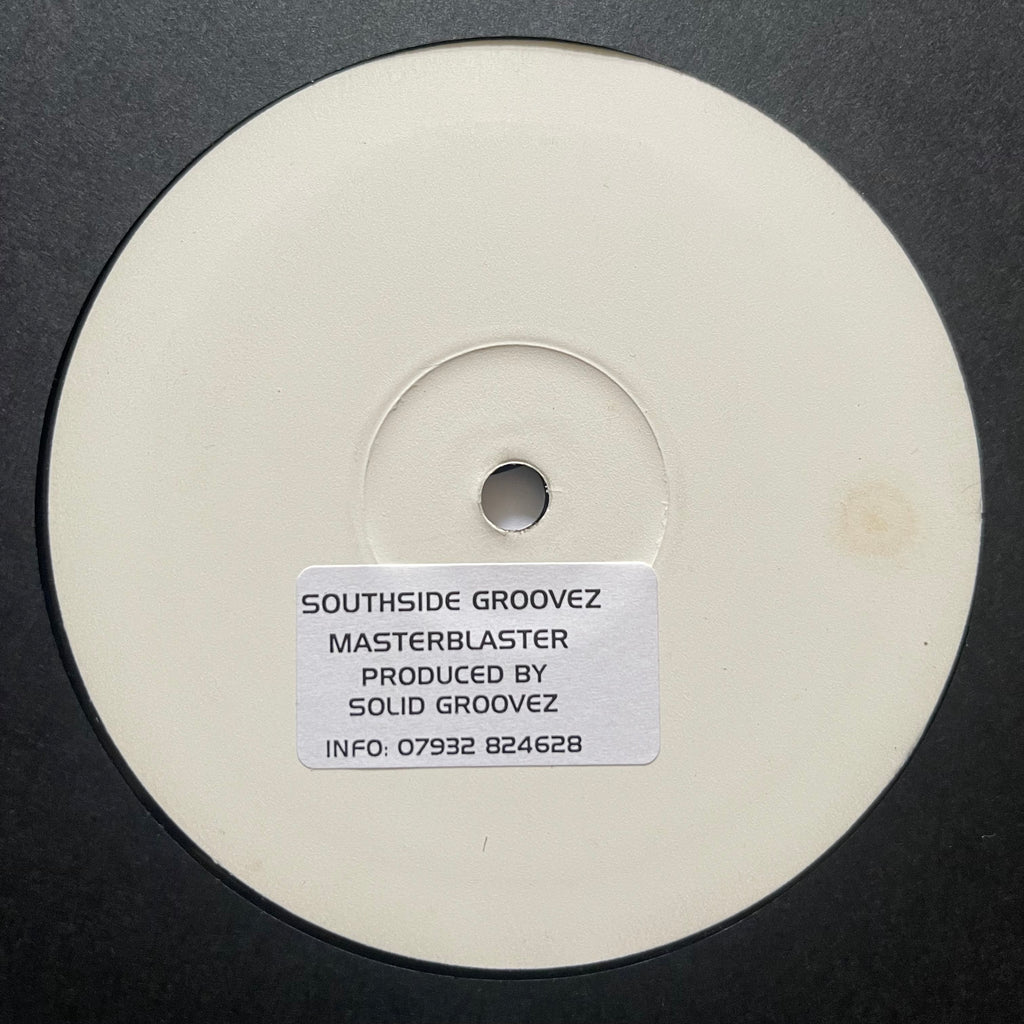 SOUTHSIDE GROOVEZ
MASTERBLASTER
PRODUCED BY
SOLID GROOVEZ
INFO: 07932 824628